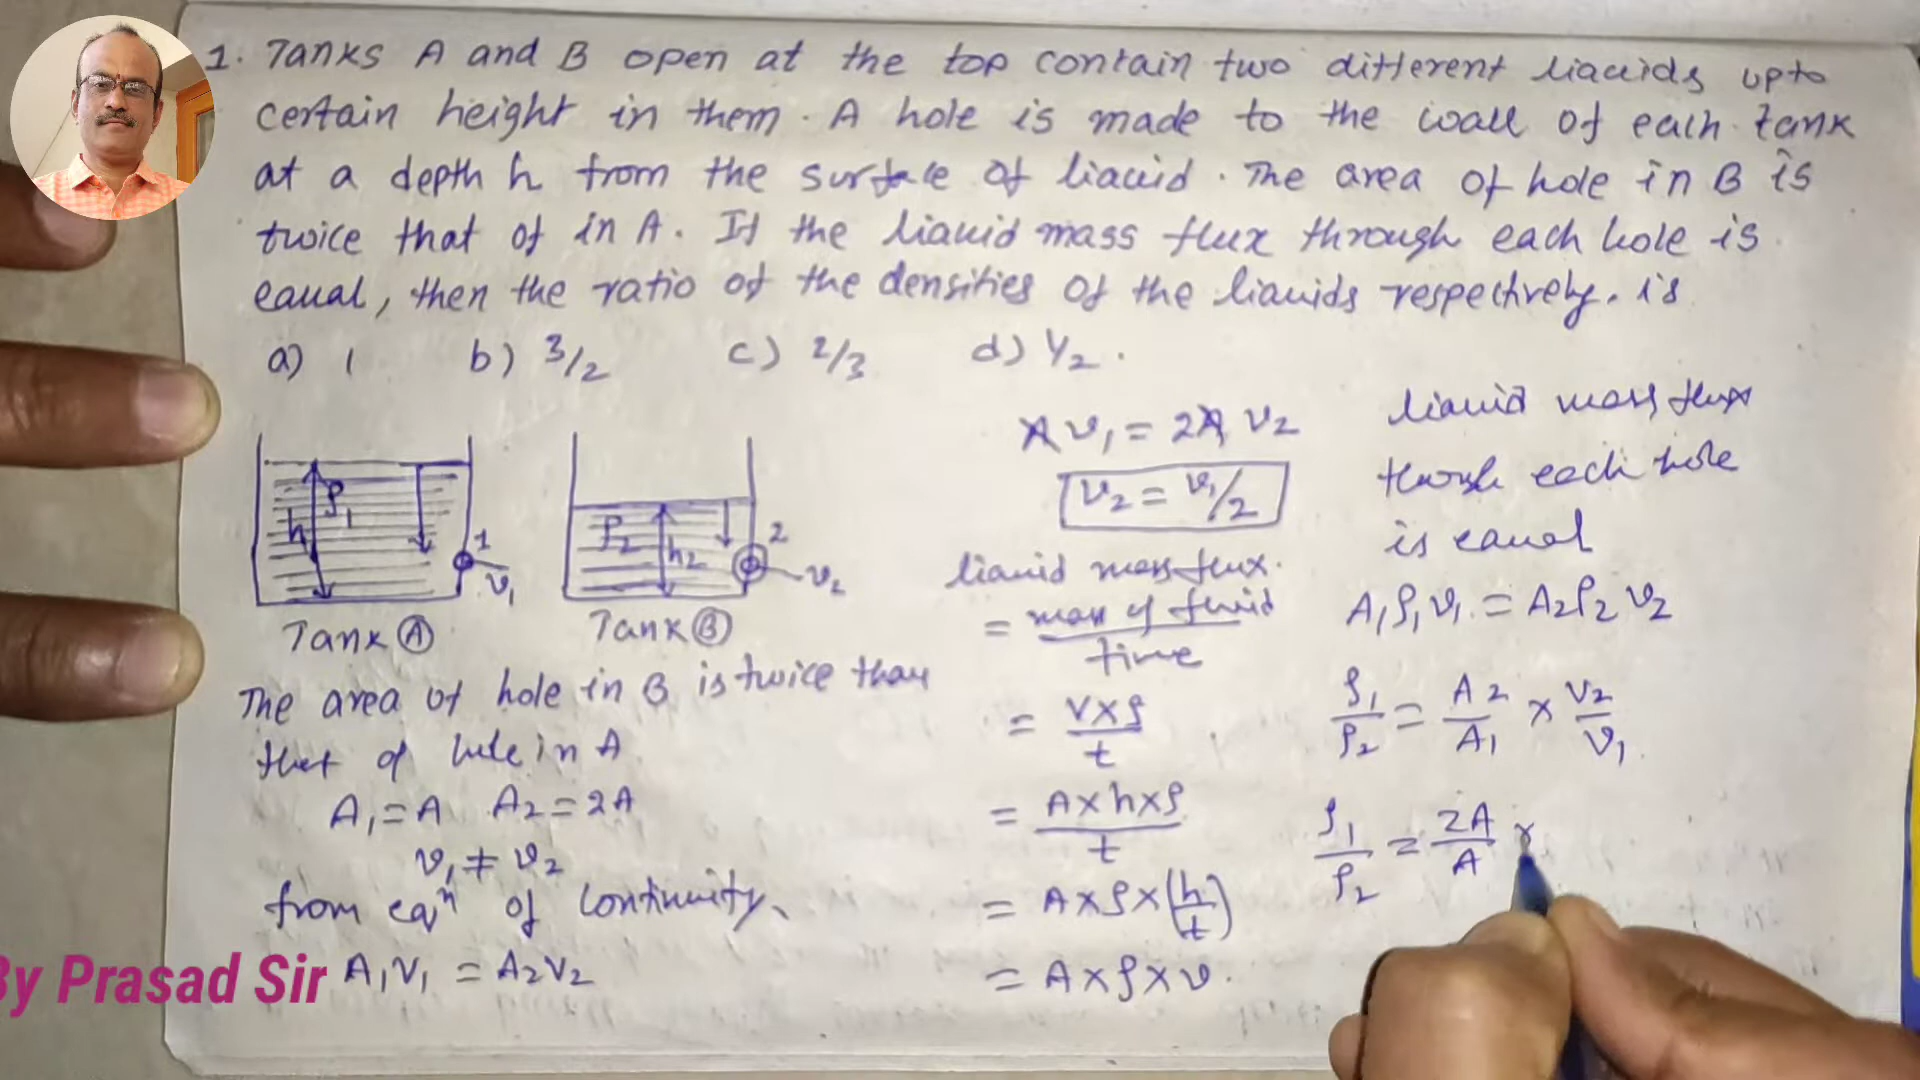 1. Tanks A and B open at the top contain two different liquids upto
certain height in them. A hole is made to the wall of each tank
at a depth h from the surface of liquid. The area of hole in B is
twice that of in A. If the liquid mass flux through each hole is
equal, then the ratio of the densities of the liquids respectively. is
a) 1 b) 3/2 c) 2/3 d) 1/2.
ρ₁
h
1
v₁
Tank Ⓐ
ρ₂
h₂
2
v₂
Tank Ⓑ
The area of hole in B is twice than
that of hole in A
A₁ = A A₂ = 2A
v₁ ≠ v₂
from eqⁿ of continuity,
A₁V₁ = A₂V₂
A v₁ = 2A V₂
V₂ = v₁/2
liquid mass flux.
= mass of fluid / time
= V×ρ / t
= A×h×ρ / t
= A×ρ×(h/t)
= A×ρ×v.
liquid mass flux
through each hole
is equal
A₁ρ₁v₁ = A₂ρ₂v₂
ρ₁/ρ₂ = A₂/A₁ × V₂/V₁
ρ₁/ρ₂ = 2A/A ×
By Prasad Sir